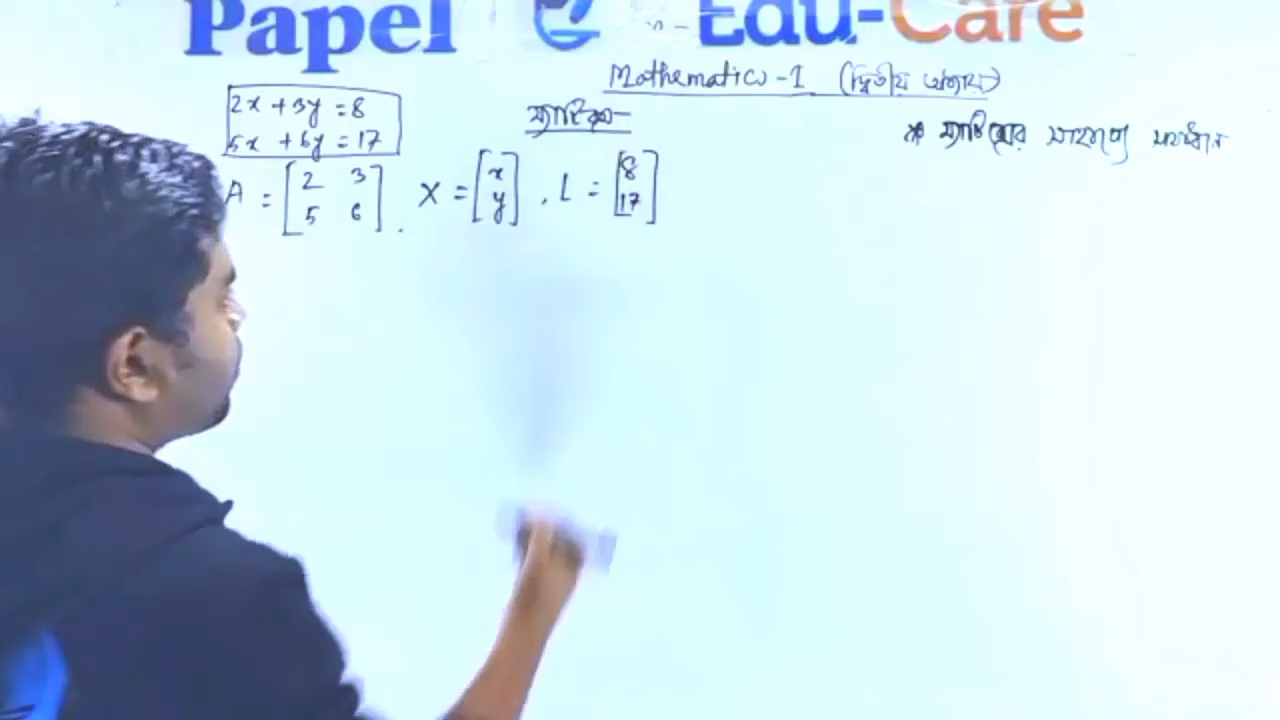 Papel Edu-Care
Mathematics-1 (দ্বিতীয় অধ্যায়)
2x + 3y = 8
5x + 6y = 17
ম্যাট্রিক্স
* ম্যাট্রিক্সের সাহায্যে সমাধান
A = [2 3
5 6], X = [x
y], L = [8
17]